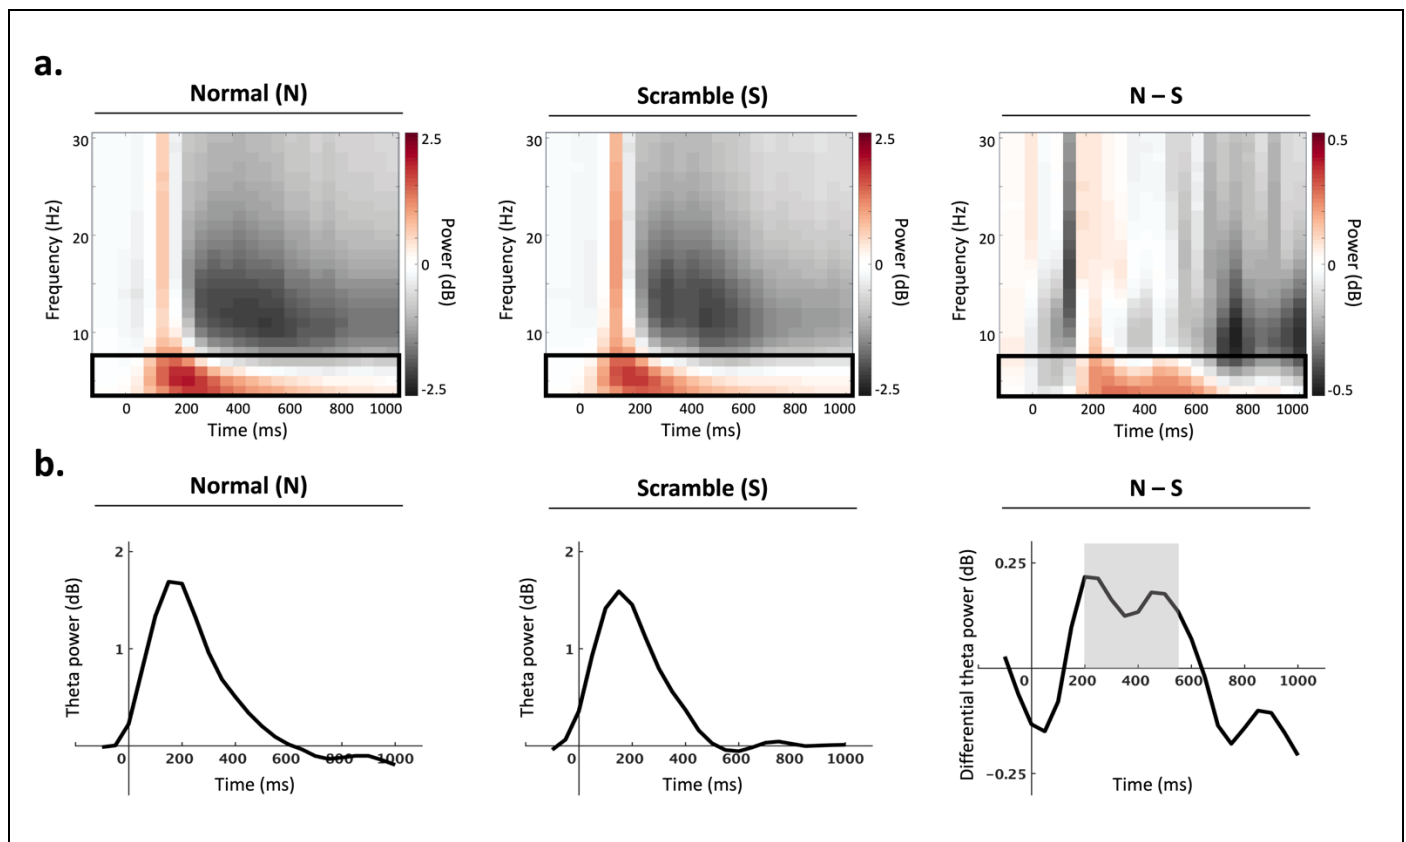 a.
Normal (N)
Scramble (S)
N – S
30
20
10
Frequency (Hz)
0 200 400 600 800 1000
Time (ms)
2.5
0
-2.5
Power (dB)
30
20
10
Frequency (Hz)
0 200 400 600 800 1000
Time (ms)
2.5
0
-2.5
Power (dB)
30
20
10
Frequency (Hz)
0 200 400 600 800 1000
Time (ms)
0.5
0
-0.5
Power (dB)
b.
Normal (N)
Scramble (S)
N – S
2
1
Theta power (dB)
0 200 400 600 800 1000
Time (ms)
2
1
Theta power (dB)
0 200 400 600 800 1000
Time (ms)
0.25
−0.25
Differential theta power (dB)
0 200 400 600 800 1000
Time (ms)